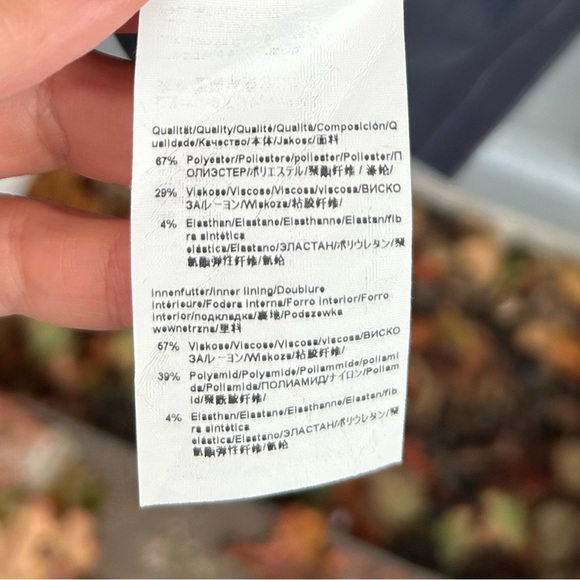 Qualität/Quality/Qualité/Qualità/Composición/Q
ualidade/Качество/本体/Jakosc/面料
67% Polyester/Poliestere/poliester/Poliester/П
ОЛИЭСТЕР/ポリエステル/聚酯纤维 / 涤纶/
29% Viskose/Viscose/Viscosa/viscosa/ВИСКО
ЗА/レーヨン/Wiskoza/粘胶纤维/
4% Elasthan/Elastane/Elasthanne/Elastan/fib
ra sintètica
elástica/Elastano/ЭЛАСТАН/ポリウレタン/聚
氨酯弹性纤维/氨纶
Innenfutter/inner lining/Doublure
intérieure/Fodera interna/Forro interior/Forro
interior/подкладка/裏地/Podszewka
wewnetrzna/里料
57% Viskose/Viscose/Viscosa/viscosa/ВИСКО
ЗА/レーヨン/Wiskoza/粘胶纤维/
39% Polyamid/Polyamide/Poliammide/poliami
da/Poliamida/ПОЛИАМИД/ナイロン/Poliam
id/聚酰胺纤维/
4% Elasthan/Elastane/Elasthanne/Elastan/fib
ra sintètica
elástica/Elastano/ЭЛАСТАН/ポリウレタン/聚
氨酯弹性纤维/氨纶